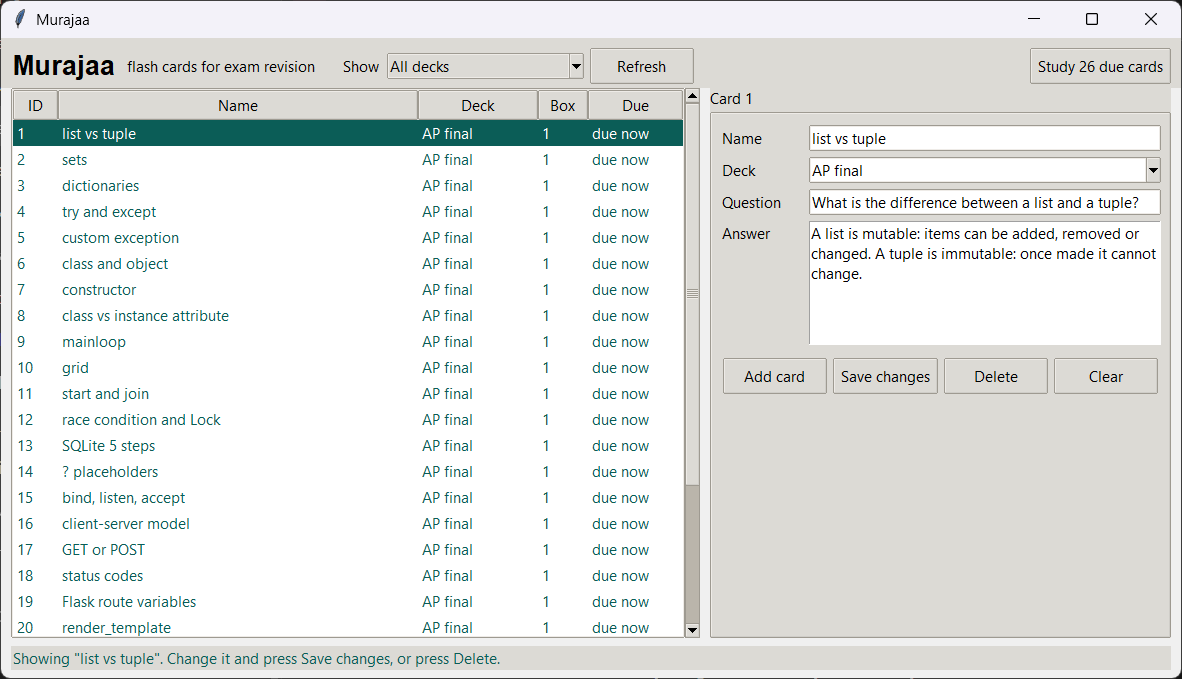 Murajaa
Murajaa flash cards for exam revision Show All decks Refresh Study 26 due cards
ID Name Deck Box Due
1 list vs tuple AP final 1 due now
2 sets AP final 1 due now
3 dictionaries AP final 1 due now
4 try and except AP final 1 due now
5 custom exception AP final 1 due now
6 class and object AP final 1 due now
7 constructor AP final 1 due now
8 class vs instance attribute AP final 1 due now
9 mainloop AP final 1 due now
10 grid AP final 1 due now
11 start and join AP final 1 due now
12 race condition and Lock AP final 1 due now
13 SQLite 5 steps AP final 1 due now
14 ? placeholders AP final 1 due now
15 bind, listen, accept AP final 1 due now
16 client-server model AP final 1 due now
17 GET or POST AP final 1 due now
18 status codes AP final 1 due now
19 Flask route variables AP final 1 due now
20 render_template AP final 1 due now
Card 1
Name list vs tuple
Deck AP final
Question What is the difference between a list and a tuple?
Answer A list is mutable: items can be added, removed or
changed. A tuple is immutable: once made it cannot
change.
Add card Save changes Delete Clear
Showing "list vs tuple". Change it and press Save changes, or press Delete.